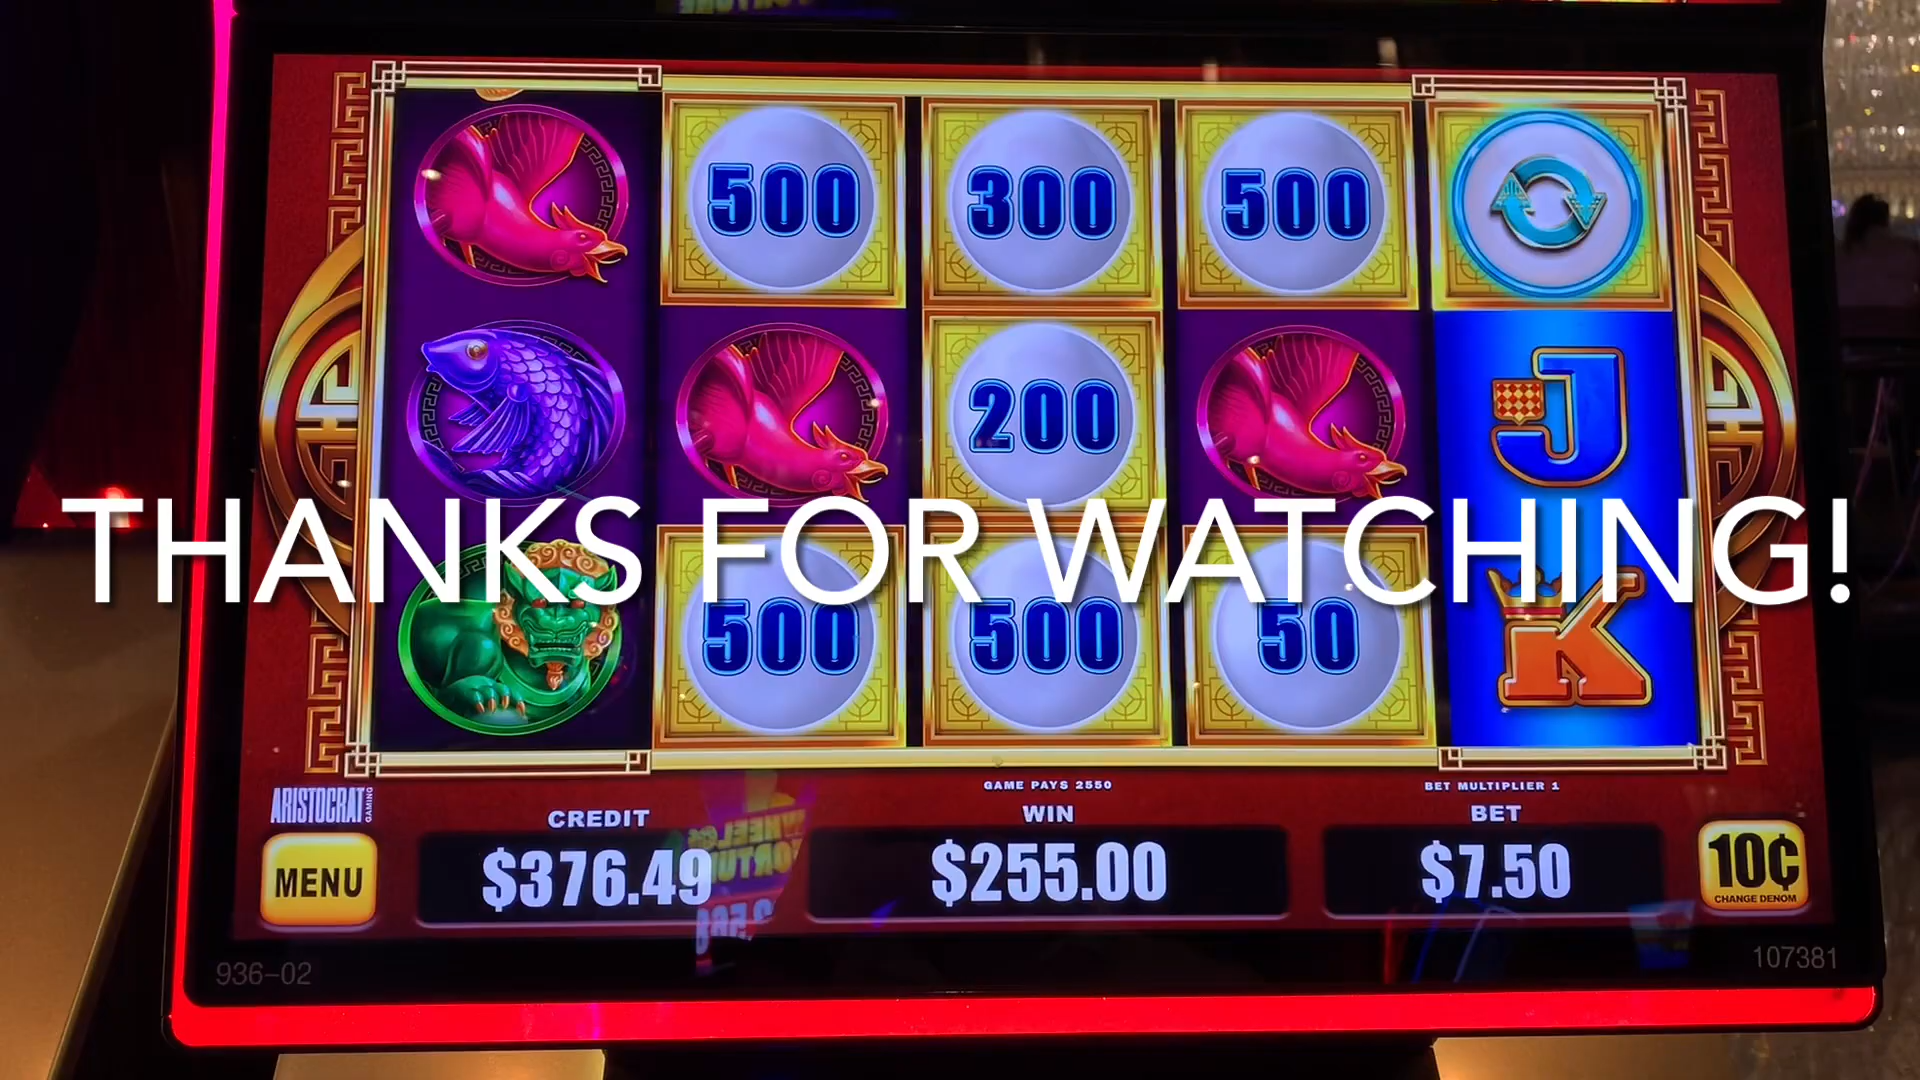 500 300 500
200 J
THANKS FOR WATCHING!
500 500 50 K
GAME PAYS 2550 BET MULTIPLIER 1
ARISTOCRAT GAMING CREDIT WIN BET
MENU $376.49 $255.00 $7.50 10¢
CHANGE DENOM
936-02 107381